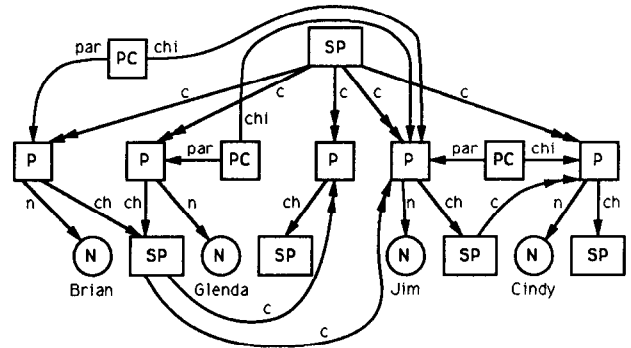 par PC chi SP
c c c c c
chi
P P par PC P P par PC chi P
n ch ch n ch n ch c n ch
N SP N SP N SP N SP
Brian Glenda Jim Cindy
c
c